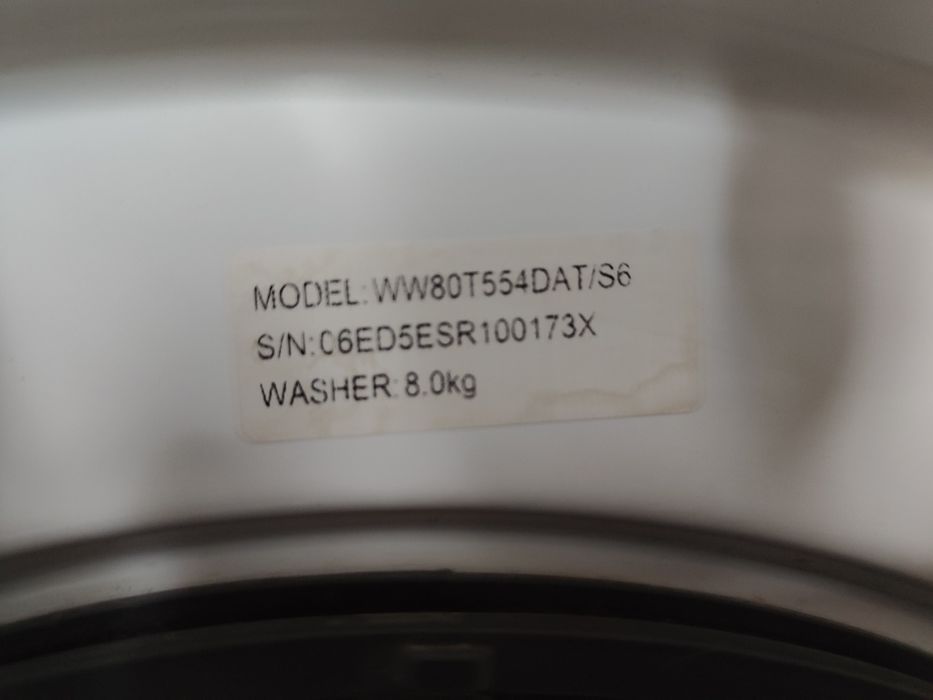 MODEL:WW80T554DAT/S6
S/N:06ED5ESR100173X
WASHER:8.0kg